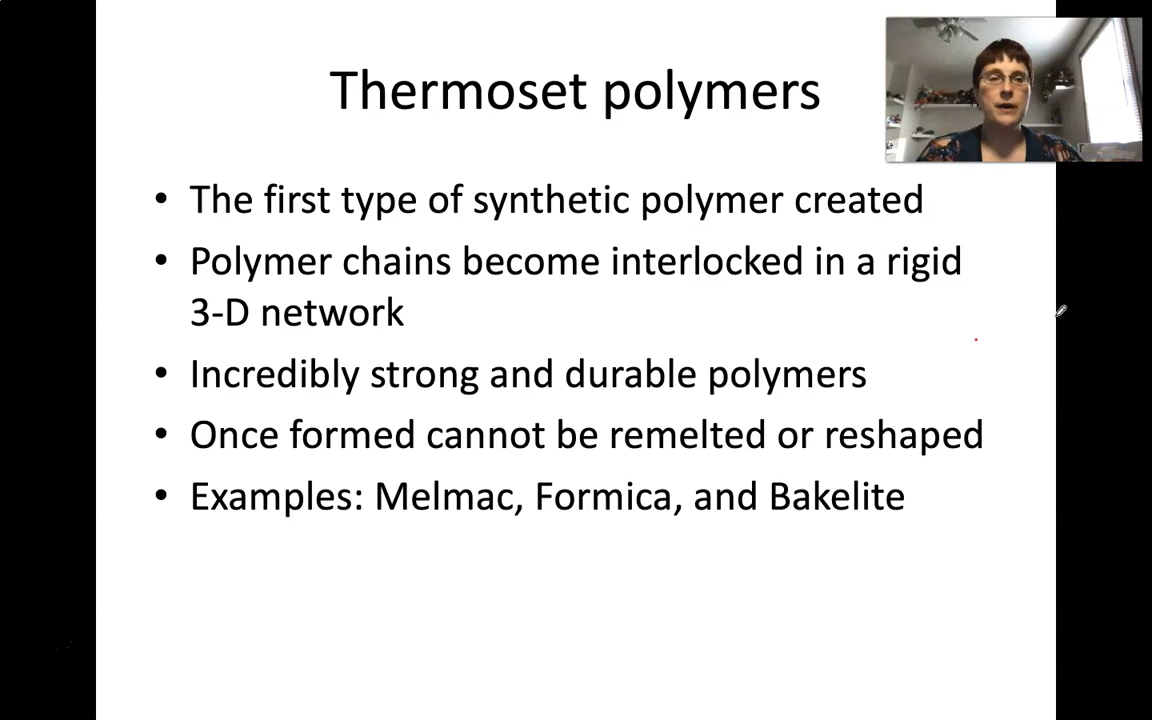 Thermoset polymers
• The first type of synthetic polymer created
• Polymer chains become interlocked in a rigid
3-D network
• Incredibly strong and durable polymers
• Once formed cannot be remelted or reshaped
• Examples: Melmac, Formica, and Bakelite